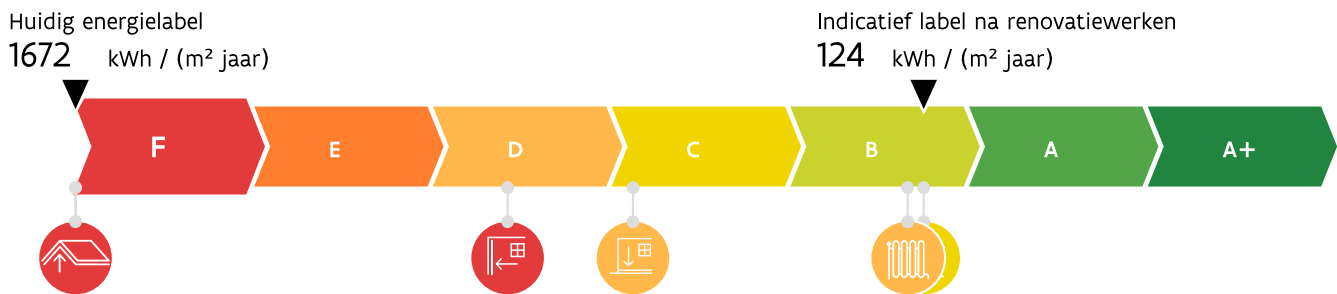 Huidig energielabel
1672 kWh / (m² jaar)
Indicatief label na renovatiewerken
124 kWh / (m² jaar)
F E D C B A A+